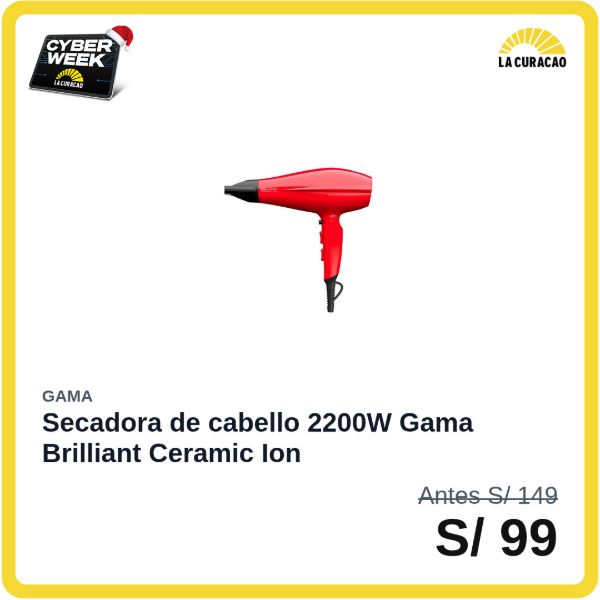 CYBER
WEEK
LA CURACAO
LA CURACAO
GAMA
Secadora de cabello 2200W Gama
Brilliant Ceramic Ion
Antes S/ 149
S/ 99